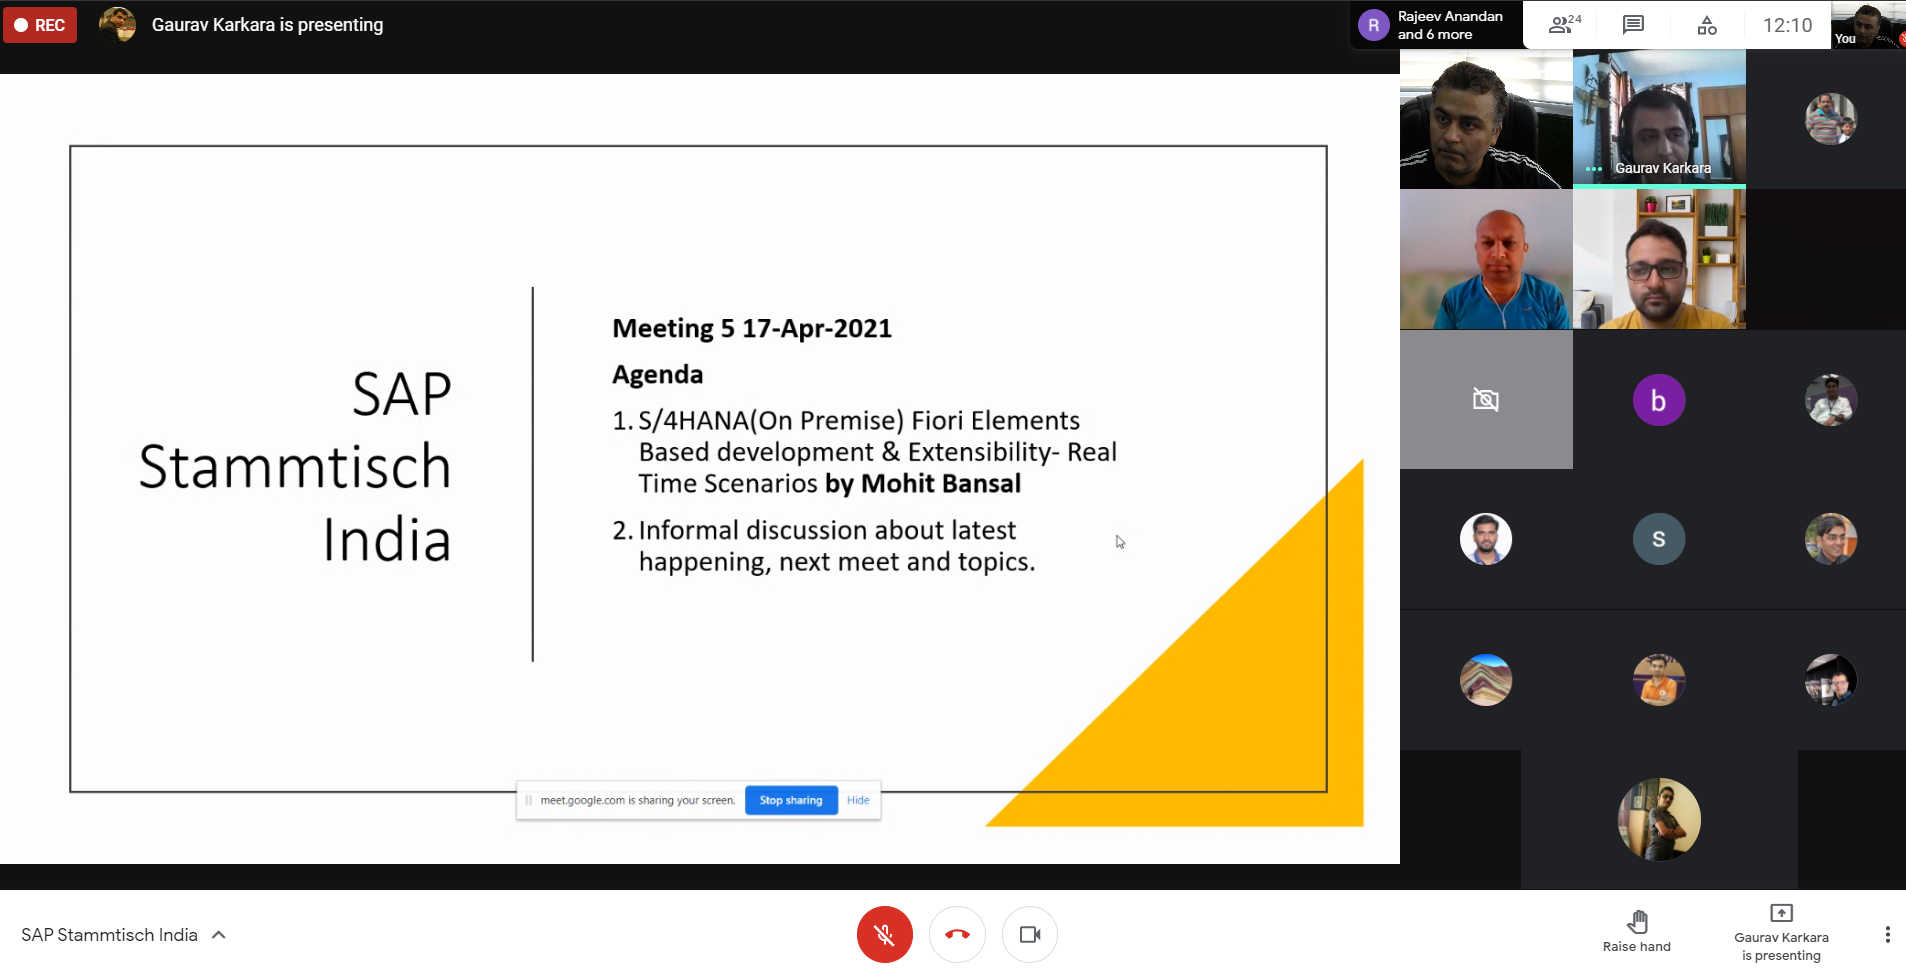 REC
Gaurav Karkara is presenting
R
Rajeev Anandan
and 6 more
24
12:10
You
Gaurav Karkara
SAP
Stammtisch
India
Meeting 5 17-Apr-2021
Agenda
1. S/4HANA(On Premise) Fiori Elements
Based development & Extensibility- Real
Time Scenarios by Mohit Bansal
2. Informal discussion about latest
happening, next meet and topics.
b
s
meet.google.com is sharing your screen.
Stop sharing
Hide
SAP Stammtisch India
Raise hand
Gaurav Karkara
is presenting